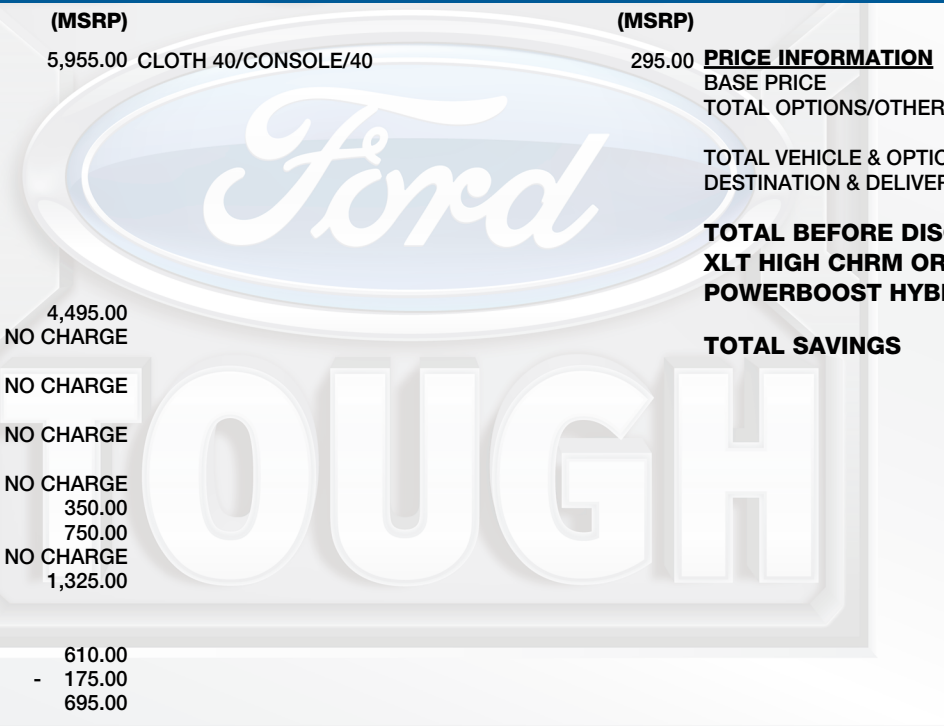 (MSRP) (MSRP)
5,955.00 CLOTH 40/CONSOLE/40 295.00 PRICE INFORMATION
BASE PRICE
TOTAL OPTIONS/OTHER
TOTAL VEHICLE & OPTIO
DESTINATION & DELIVER
TOTAL BEFORE DIS
XLT HIGH CHRM OR
POWERBOOST HYB
4,495.00
NO CHARGE
TOTAL SAVINGS
NO CHARGE
NO CHARGE
NO CHARGE
350.00
750.00
NO CHARGE
1,325.00
610.00
- 175.00
695.00
Ford
TOUGH